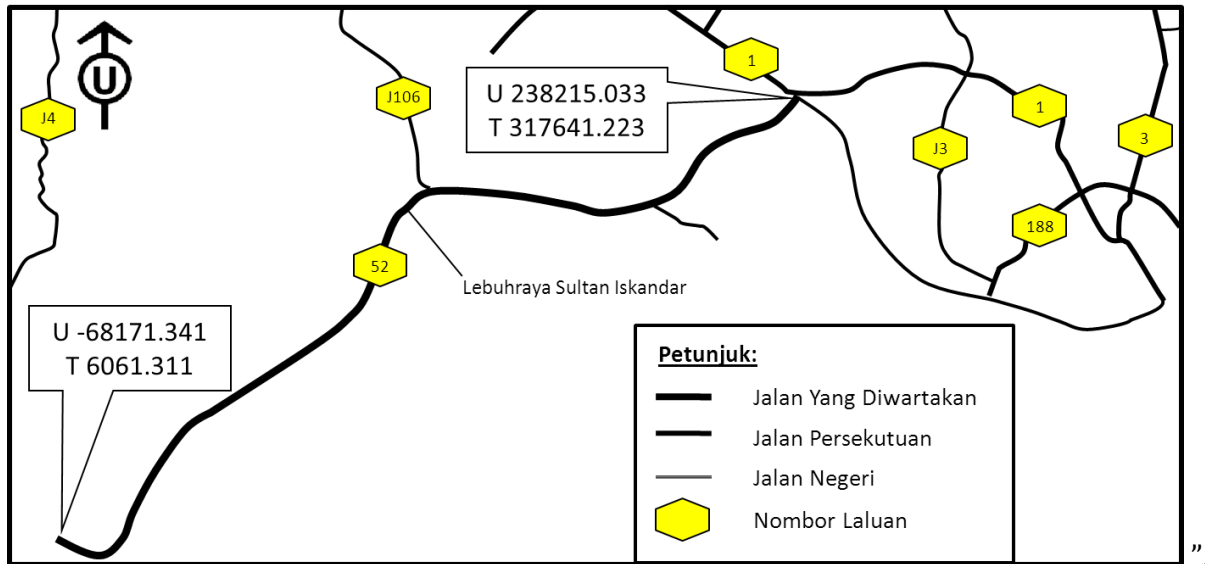 U
J4
J106
1
U 238215.033
T 317641.223
1
3
J3
188
52
Lebuhraya Sultan Iskandar
U -68171.341
T 6061.311
Petunjuk:
Jalan Yang Diwartakan
Jalan Persekutuan
Jalan Negeri
Nombor Laluan
”.